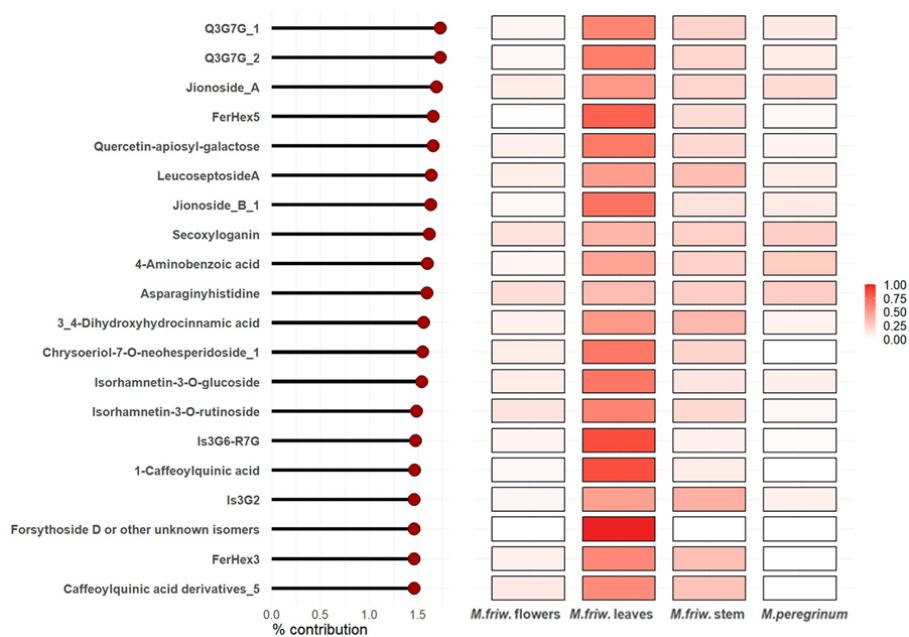 Q3G7G_1
Q3G7G_2
Jionoside_A
FerHex5
Quercetin-apiosyl-galactose
LeucoseptosideA
Jionoside_B_1
Secoxyloganin
4-Aminobenzoic acid
Asparaginyhistidine
3_4-Dihydroxyhydrocinnamic acid
Chrysoeriol-7-O-neohesperidoside_1
Isorhamnetin-3-O-glucoside
Isorhamnetin-3-O-rutinoside
Is3G6-R7G
1-Caffeoylquinic acid
Is3G2
Forsythoside D or other unknown isomers
FerHex3
Caffeoylquinic acid derivatives_5
0.0 0.5 1.0 1.5
% contribution
M.friw. flowers M.friw. leaves M.friw. stem M.peregrinum
1.00
0.75
0.50
0.25
0.00